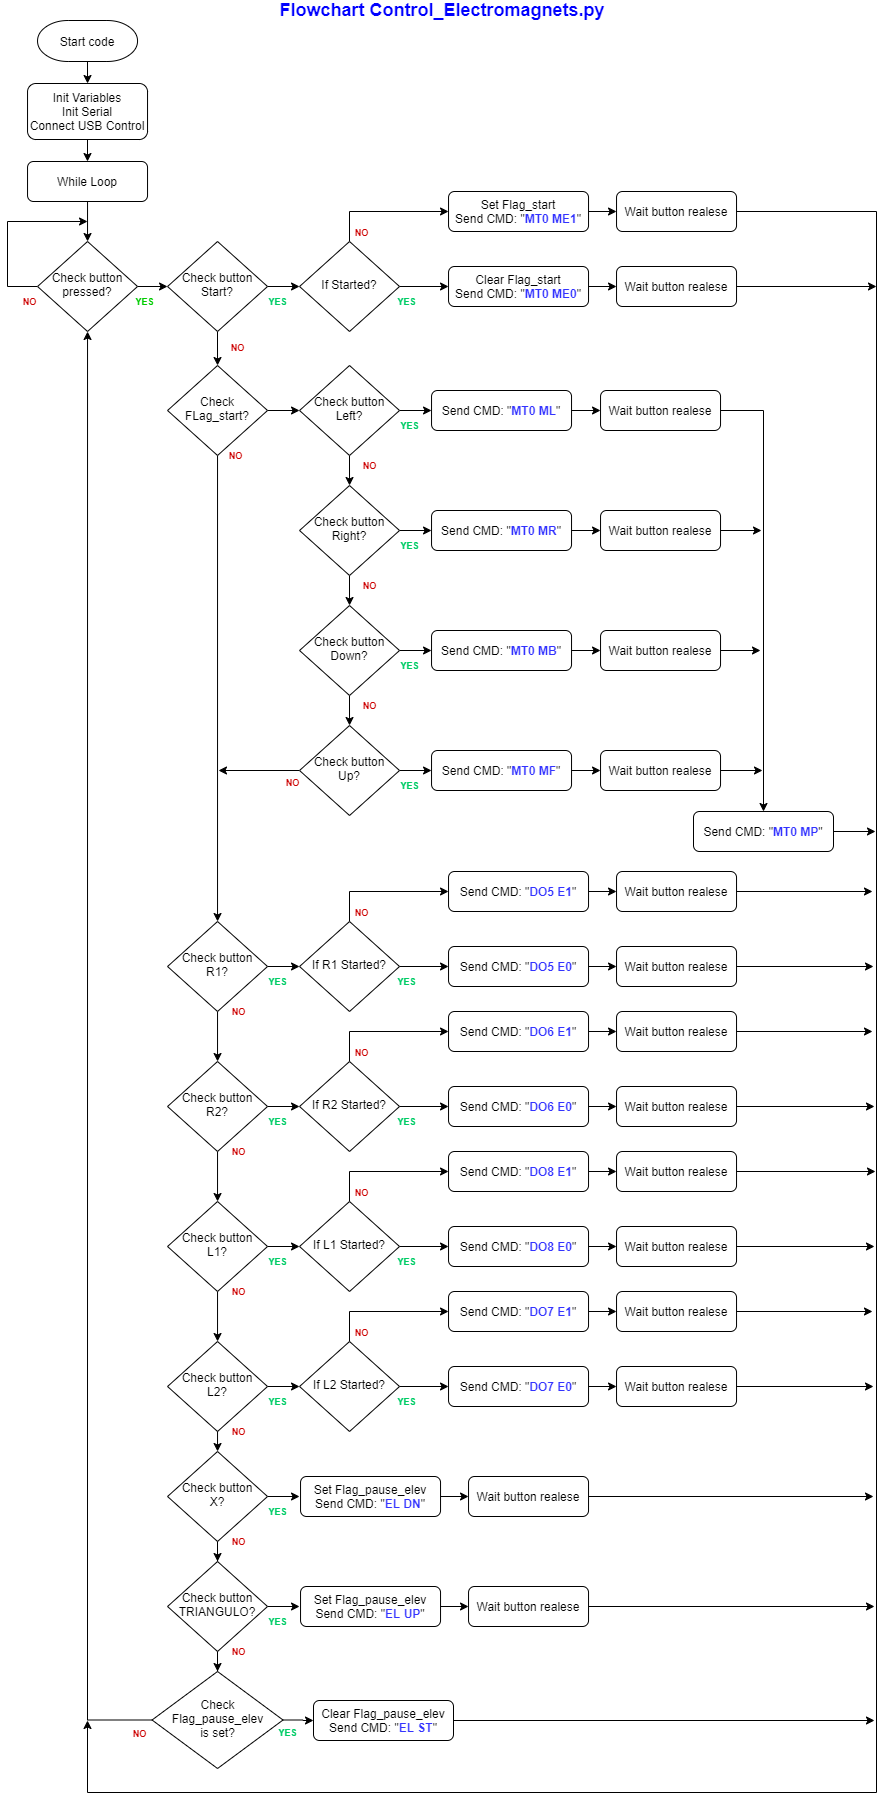 Flowchart Control_Electromagnets.py
Start code
Init Variables
Init Serial
Connect USB Control
While Loop
Check button
pressed?
NO
YES
Check button
Start?
YES
NO
If Started?
NO
YES
Set Flag_start
Send CMD: "MT0 ME1"
Wait button realese
Clear Flag_start
Send CMD: "MT0 ME0"
Wait button realese
Check
FLag_start?
NO
Check button
Left?
YES
NO
Send CMD: "MT0 ML"
Wait button realese
Check button
Right?
YES
NO
Send CMD: "MT0 MR"
Wait button realese
Check button
Down?
YES
NO
Send CMD: "MT0 MB"
Wait button realese
Check button
Up?
NO
YES
Send CMD: "MT0 MF"
Wait button realese
Send CMD: "MT0 MP"
Check button
R1?
YES
NO
If R1 Started?
NO
YES
Send CMD: "DO5 E1"
Wait button realese
Send CMD: "DO5 E0"
Wait button realese
Check button
R2?
YES
NO
If R2 Started?
NO
YES
Send CMD: "DO6 E1"
Wait button realese
Send CMD: "DO6 E0"
Wait button realese
Check button
L1?
YES
NO
If L1 Started?
NO
YES
Send CMD: "DO8 E1"
Wait button realese
Send CMD: "DO8 E0"
Wait button realese
Check button
L2?
YES
NO
If L2 Started?
NO
YES
Send CMD: "DO7 E1"
Wait button realese
Send CMD: "DO7 E0"
Wait button realese
Check button
X?
YES
NO
Set Flag_pause_elev
Send CMD: "EL DN"
Wait button realese
Check button
TRIANGULO?
YES
NO
Set Flag_pause_elev
Send CMD: "EL UP"
Wait button realese
Check
Flag_pause_elev
is set?
NO
YES
Clear Flag_pause_elev
Send CMD: "EL ST"